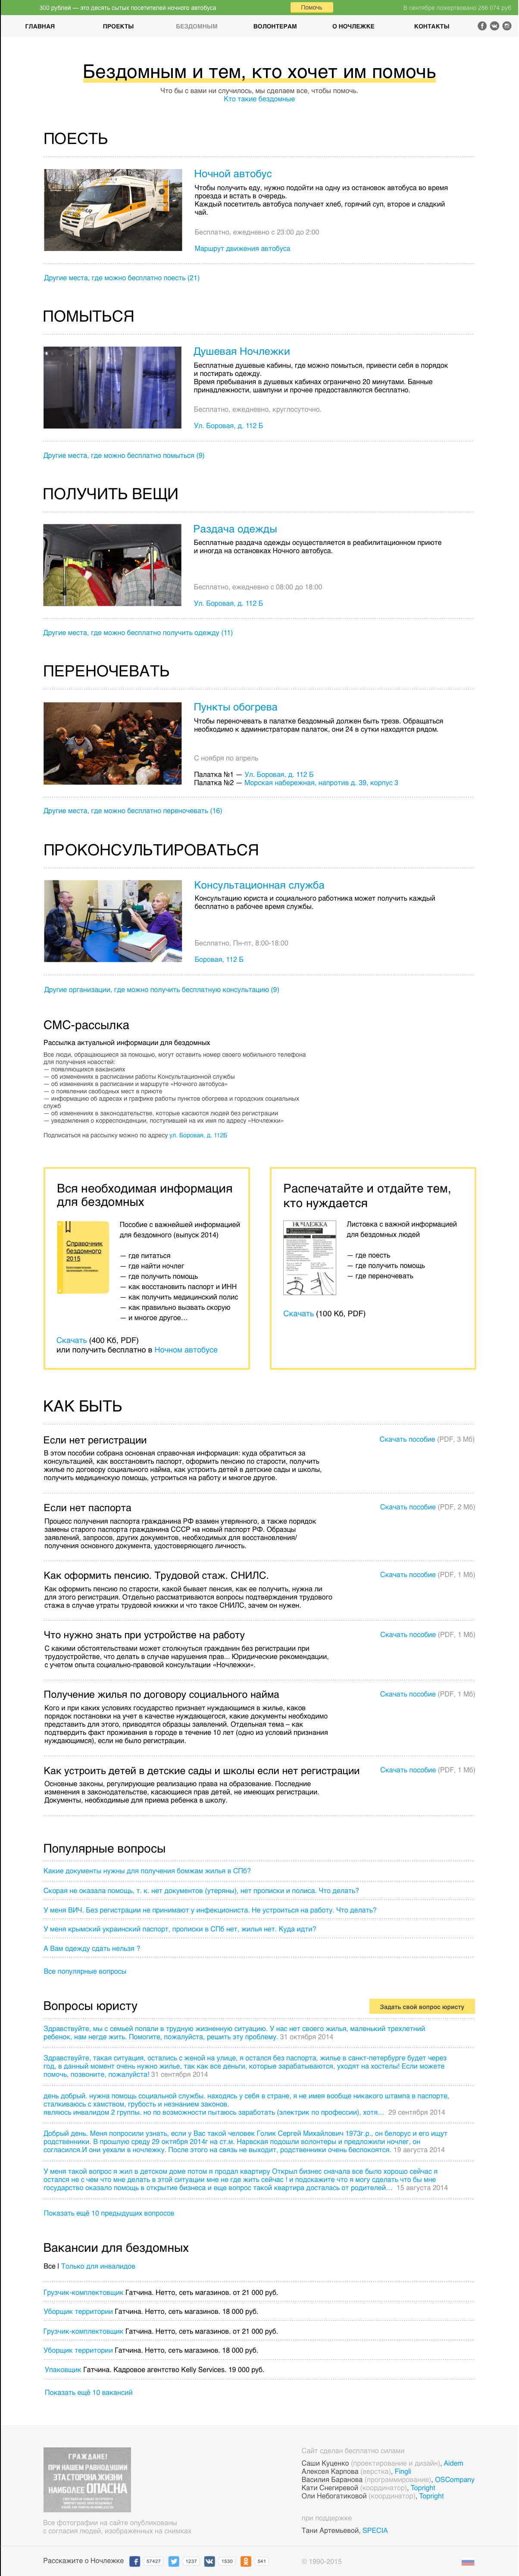 300 рублей — это десять сытых посетителей ночного автобуса
Помочь
В сентябре пожертвовано 288 074 руб
ГЛАВНАЯ ПРОЕКТЫ БЕЗДОМНЫМ ВОЛОНТЕРАМ О НОЧЛЕЖКЕ КОНТАКТЫ
Бездомным и тем, кто хочет им помочь
Что бы с вами ни случилось, мы сделаем все, чтобы помочь.
Кто такие бездомные
ПОЕСТЬ
Ночной автобус
Чтобы получить еду, нужно подойти на одну из остановок автобуса во время
проезда и встать в очередь.
Каждый посетитель автобуса получает хлеб, горячий суп, второе и сладкий
чай.
Бесплатно, ежедневно с 23:00 до 2:00
Маршрут движения автобуса
Другие места, где можно бесплатно поесть (21)
ПОМЫТЬСЯ
Душевая Ночлежки
Бесплатные душевые кабины, где можно помыться, привести себя в порядок
и постирать одежду.
Время пребывания в душевых кабинах ограничено 20 минутами. Банные
принадлежности, шампуни и прочее предоставляются бесплатно.
Бесплатно, ежедневно, круглосуточно.
Ул. Боровая, д. 112 Б
Другие места, где можно бесплатно помыться (9)
ПОЛУЧИТЬ ВЕЩИ
Раздача одежды
Бесплатные раздача одежды осуществляется в реабилитационном приюте
и иногда на остановках Ночного автобуса.
Бесплатно, ежедневно с 08:00 до 18:00
Ул. Боровая, д. 112 Б
Другие места, где можно бесплатно получить одежду (11)
ПЕРЕНОЧЕВАТЬ
Пункты обогрева
Чтобы переночевать в палатке бездомный должен быть трезв. Обращаться
необходимо к администраторам палаток, они 24 в сутки находятся рядом.
С ноября по апрель
Палатка №1 — Ул. Боровая, д. 112 Б
Палатка №2 — Морская набережная, напротив д. 39, корпус 3
Другие места, где можно бесплатно переночевать (16)
ПРОКОНСУЛЬТИРОВАТЬСЯ
Консультационная служба
Консультацию юриста и социального работника может получить каждый
бесплатно в рабочее время службы.
Бесплатно, Пн-пт, 8:00-18:00
Боровая, 112 Б
Другие организации, где можно получить бесплатную консультацию (9)
СМС-рассылка
Рассылка актуальной информации для бездомных
Все люди, обращающиеся за помощью, могут оставить номер своего мобильного телефона
для получения новостей:
— появляющихся вакансиях
— об изменениях в расписании работы Консультационной службы
— об изменениях в расписании и маршруте «Ночного автобуса»
— о появлении свободных мест в приюте
— информацию об адресах и графике работы пунктов обогрева и городских социальных
служб
— об изменениях в законодательстве, которые касаются людей без регистрации
— уведомления о корреспонденции, поступившей на их имя по адресу «Ночлежки»
Подписаться на рассылку можно по адресу ул. Боровая, д. 112Б
Вся необходимая информация
для бездомных
Справочник
бездомного
2015
Пособие с важнейшей информацией
для бездомных (выпуск 2014)
— где питаться
— где найти ночлег
— где получить помощь
— как восстановить паспорт и ИНН
— как получить медицинский полис
— как правильно вызвать скорую
— и многое другое…
Скачать (400 Кб, PDF)
или получить бесплатно в Ночном автобусе
Распечатайте и отдайте тем,
кто нуждается
НОЧЛЕЖКА
Листовка с важной информацией
для бездомных людей
— где поесть
— где получить помощь
— где переночевать
Скачать (100 Кб, PDF)
КАК БЫТЬ
Если нет регистрации
Скачать пособие (PDF, 3 Мб)
В этом пособии собрана основная справочная информация: куда обратиться за
консультацией, как восстановить паспорт, оформить пенсию по старости, получить
жилье по договору социального найма, как устроить детей в детские сады и школы,
получить медицинскую помощь, устроиться на работу и многое другое.
Если нет паспорта
Скачать пособие (PDF, 2 Мб)
Процесс получения паспорта гражданина РФ взамен утерянного, а также порядок
замены старого паспорта гражданина СССР на новый паспорт РФ. Образцы
заявлений, запросов, других документов, необходимых для восстановления/
получения основного документа, удостоверяющего личность.
Как оформить пенсию. Трудовой стаж. СНИЛС.
Скачать пособие (PDF, 1 Мб)
Как оформить пенсию по старости, какой бывает пенсия, как ее получить, нужна ли
для этого регистрация. Отдельно рассматриваются вопросы подтверждения трудового
стажа в случае утраты трудовой книжки и что такое СНИЛС, зачем он нужен.
Что нужно знать при устройстве на работу
Скачать пособие (PDF, 1 Мб)
С какими обстоятельствами может столкнуться гражданин без регистрации при
трудоустройстве, что делать в случае нарушения прав... Юридические рекомендации,
с учетом опыта социально-правовой консультации «Ночлежки».
Получение жилья по договору социального найма
Скачать пособие (PDF, 1 Мб)
Кого и при каких условиях государство признает нуждающимся в жилье, каков
порядок постановки на учет в качестве нуждающегося, какие документы необходимо
представить для этого, приводятся образцы заявлений. Отдельная тема – как
подтвердить факт проживания в городе в течение 10 лет (одно из условий признания
нуждающимся), если не было регистрации.
Как устроить детей в детские сады и школы если нет регистрации
Скачать пособие (PDF, 1 Мб)
Основные законы, регулирующие реализацию права на образование. Последние
изменения в законодательстве, касающиеся прав детей, не имеющих регистрации.
Документы, необходимые для приема ребенка в школу.
Популярные вопросы
Какие документы нужны для получения бомжам жилья в СПб?
Скорая не оказала помощь, т. к. нет документов (утеряны), нет прописки и полиса. Что делать?
У меня ВИЧ. Без регистрации не принимают у инфекциониста. Не устроиться на работу. Что делать?
У меня крымский украинский паспорт, прописки в СПб нет, жилья нет. Куда идти?
А Вам одежду сдать нельзя ?
Все популярные вопросы
Вопросы юристу
Задать свой вопрос юристу
Здравствуйте, мы с семьей попали в трудную жизненную ситуацию. У нас нет своего жилья, маленький трехлетний
ребенок, нам негде жить. Помогите, пожалуйста, решить эту проблему. 31 октября 2014
Здравствуйте, такая ситуация, остались с женой на улице, я остался без паспорта, жилье в санкт-петербурге будет через
год, в данный момент очень нужно жилье, так как все деньги, которые зарабатываются, уходят на хостелы! Если можете
помочь, позвоните, пожалуйста! 31 сентября 2014
день добрый. нужна помощь социальной службы. находясь у себя в стране, я не имея вообще никакого штампа в паспорте,
сталкиваюсь с хамством, грубость и незнанием законов.
являюсь инвалидом 2 группы. но по возможности пытаюсь заработать (электрик по профессии), хотя… 29 сентября 2014
Добрый день. Меня попросили узнать, если у Вас такой человек Голик Сергей Михайлович 1973г.р., он белорус и его ищут
родственники. В прошлую среду 29 октября 2014г на ст.м. Нарвская подошли волонтеры и предложили ночлег, он
согласился.И они уехали в ночлежку. После этого на связь не выходит, родственники очень беспокоятся. 19 августа 2014
У меня такой вопрос я жил в детском доме потом я продал квартиру Открыл бизнес сначала все было хорошо сейчас я
остался не с чем что мне делать в этой ситуации мне не где жить сейчас ! и подскажите что я могу сделать что бы мне
государство оказало помощь в открытие бизнеса и еще вопрос такой квартира досталась от родителей… 15 августа 2014
Показать ещё 10 предыдущих вопросов
Вакансии для бездомных
Все I Только для инвалидов
Грузчик-комплектовщик Гатчина. Нетто, сеть магазинов. от 21 000 руб.
Уборщик территории Гатчина. Нетто, сеть магазинов. 18 000 руб.
Грузчик-комплектовщик Гатчина. Нетто, сеть магазинов. от 21 000 руб.
Уборщик территории Гатчина. Нетто, сеть магазинов. 18 000 руб.
Упаковщик Гатчина. Кадровое агентство Kelly Services. 19 000 руб.
Показать ещё 10 вакансий
ГРАЖДАНЕ!
ПРИ НАШЕМ РАВНОДУШИИ
ЭТА СТОРОНА ЖИЗНИ
НАИБОЛЕЕ ОПАСНА
Все фотографии на сайте опубликованы
с согласия людей, изображенных на снимках
Сайт сделан бесплатно силами
Саши Куценко (проектирование и дизайн), Aidem
Алексея Карпова (верстка), Fingli
Василия Баранова (программирование), OSCompany
Кати Снегиревой (координатор), Topright
Оли Небогатиковой (координатор), Topright
при поддержке
Тани Артемьевой, SPECIA
Расскажите о Ночлежке 57427 1237 1530 541
© 1990-2015